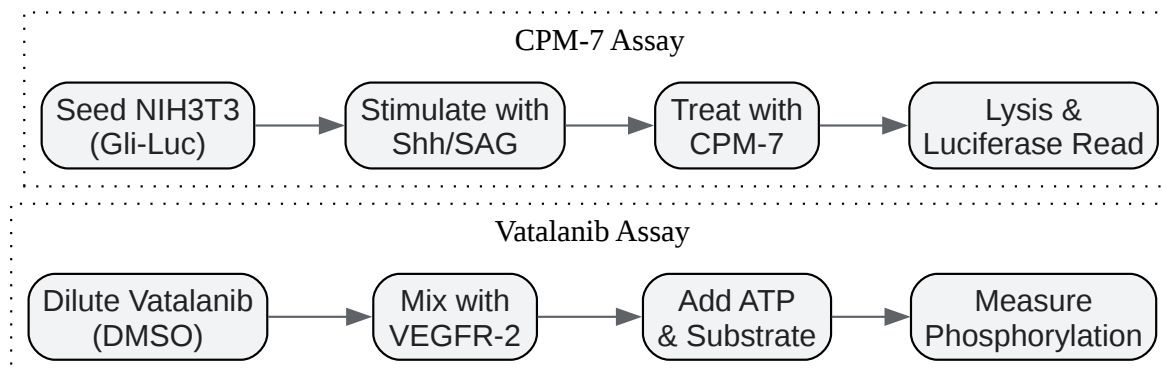 CPM-7 Assay
Seed NIH3T3
(Gli-Luc)
Stimulate with
Shh/SAG
Treat with
CPM-7
Lysis &
Luciferase Read
Vatalanib Assay
Dilute Vatalanib
(DMSO)
Mix with
VEGFR-2
Add ATP
& Substrate
Measure
Phosphorylation